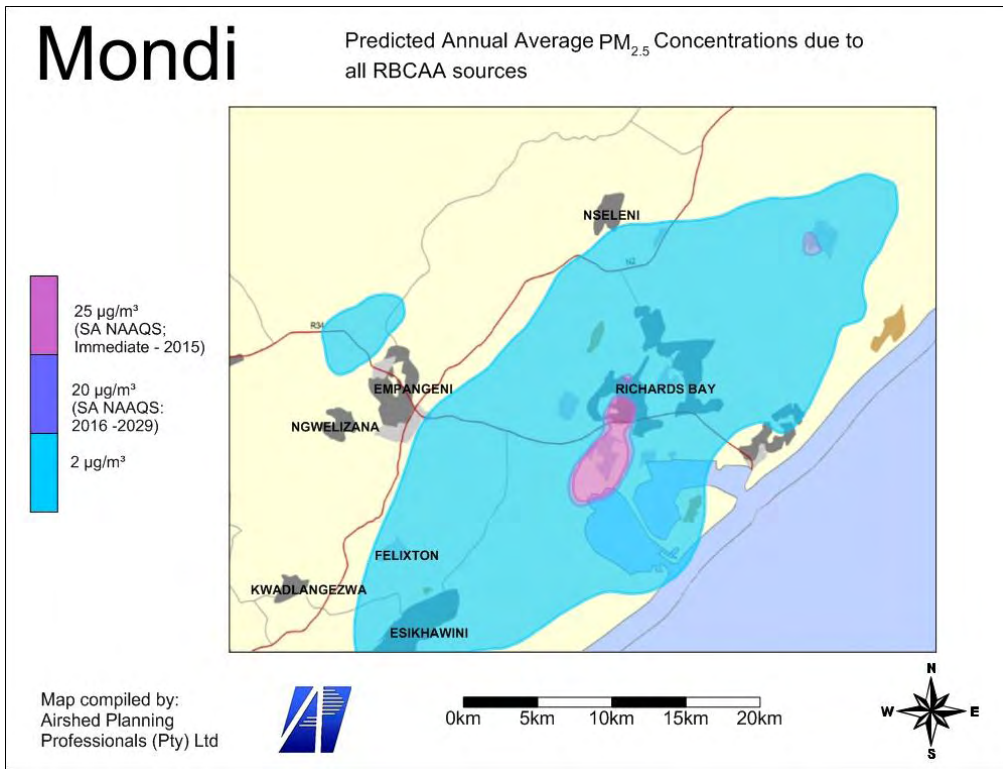 Mondi
Predicted Annual Average PM2.5 Concentrations due to
all RBCAA sources
NSELENI
N2
R34
EMPANGENI
RICHARDS BAY
NGWELIZANA
FELIXTON
KWADLANGEZWA
ESIKHAWINI
25 µg/m³
(SA NAAQS;
Immediate - 2015)
20 µg/m³
(SA NAAQS:
2016 -2029)
2 µg/m³
Map compiled by:
Airshed Planning
Professionals (Pty) Ltd
0km 5km 10km 15km 20km
N
W E
S